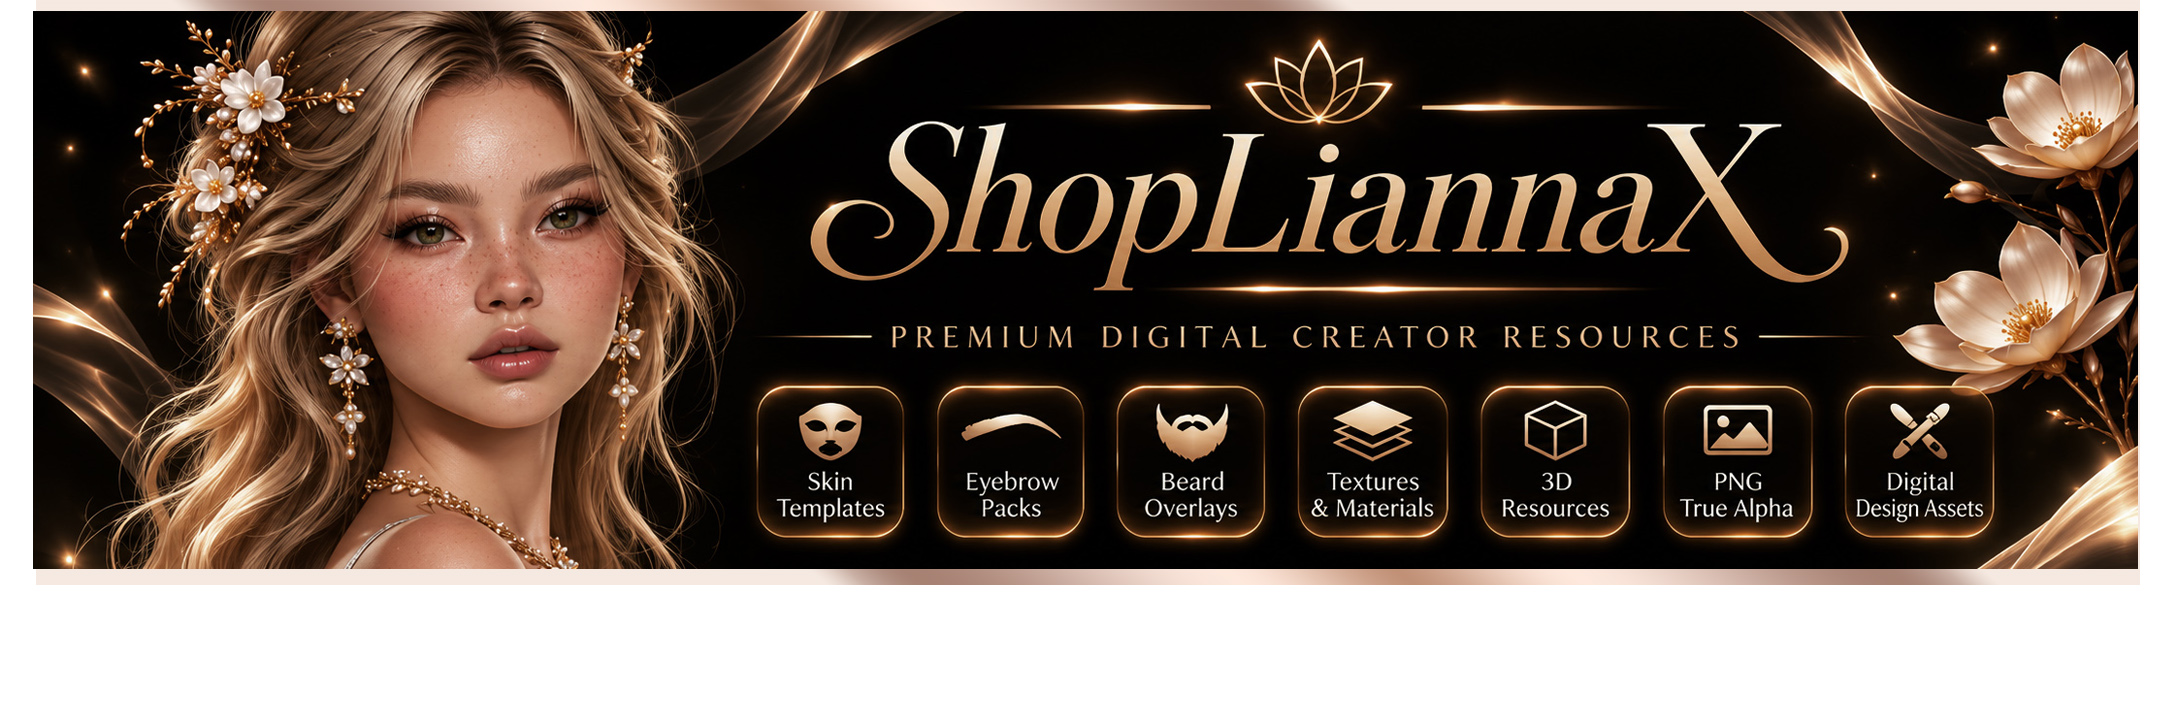 ShopLiannaX
PREMIUM DIGITAL CREATOR RESOURCES
Skin
Templates
Eyebrow
Packs
Beard
Overlays
Textures
& Materials
3D
Resources
PNG
True Alpha
Digital
Design Assets